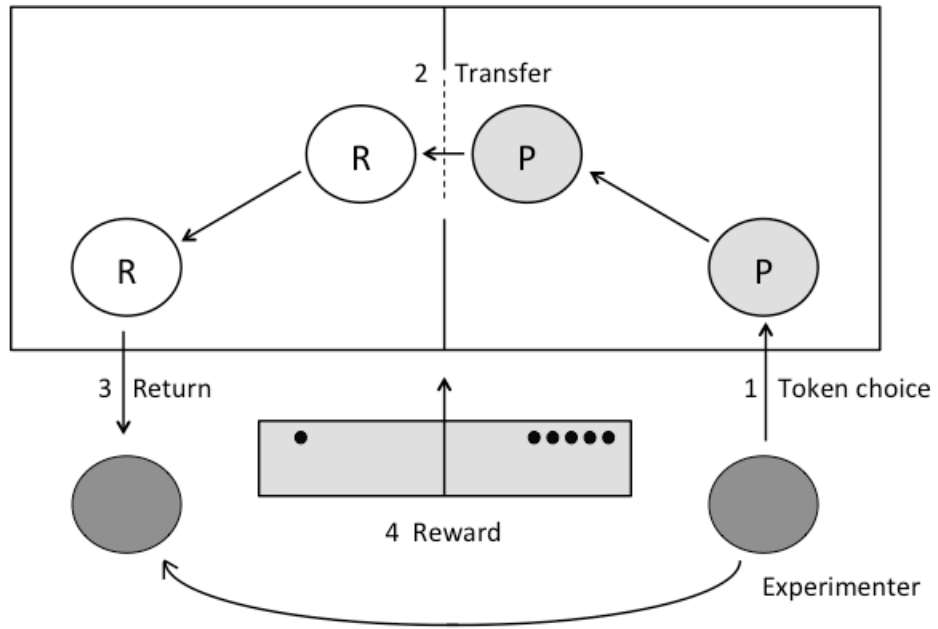 2 Transfer
R
P
R
P
3 Return
1 Token choice
4 Reward
Experimenter